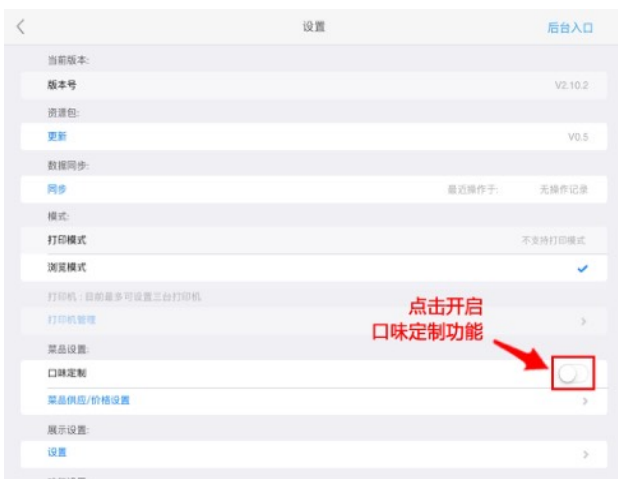 设置
后台入口
当前版本:
版本号
V2.10.2
资源包:
更新
V0.5
数据同步:
同步
最近操作于:
无操作记录
模式:
打印模式
不支持打印模式
浏览模式
打印机:目前最多可设置三台打印机
打印机管理
点击开启
口味定制功能
菜品设置:
口味定制
菜品供应/价格设置
展示设置:
设置